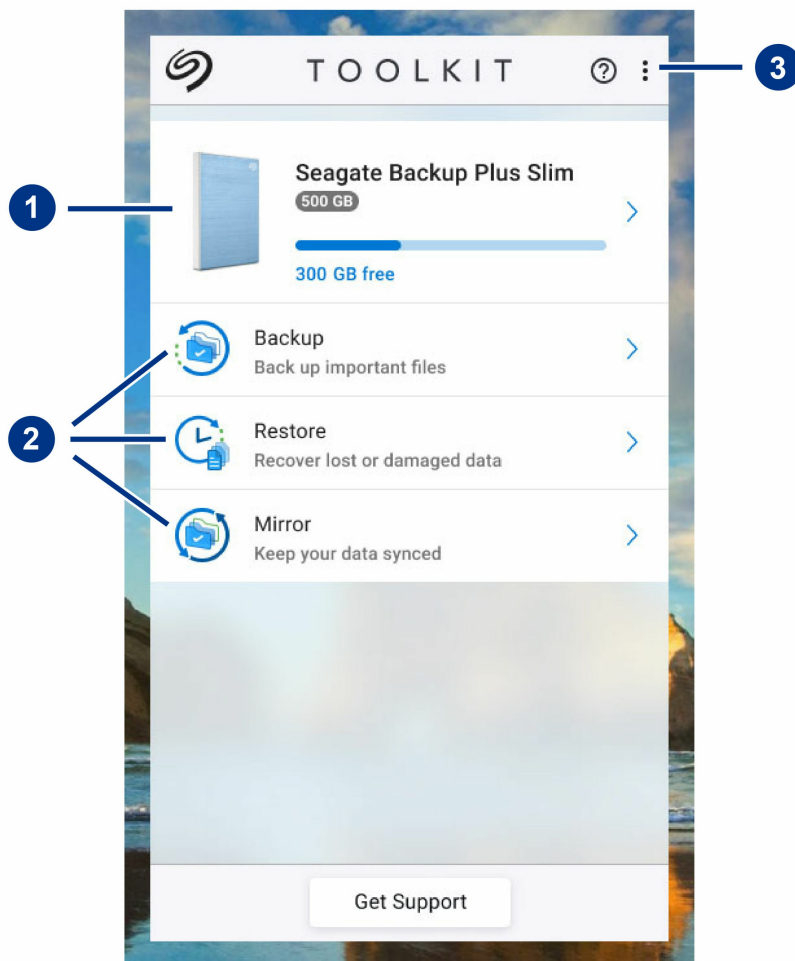 TOOLKIT
?
3
Seagate Backup Plus Slim
500 GB
1
300 GB free
Backup
Back up important files
2
Restore
Recover lost or damaged data
Mirror
Keep your data synced
Get Support